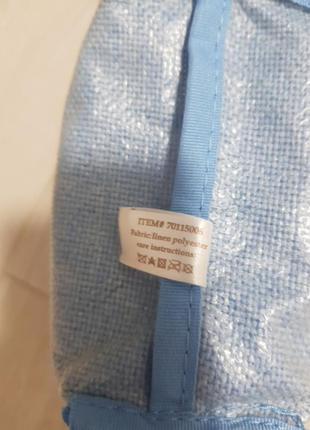 ITEM# 70115006
Fabric:linen polyester
care instructions: